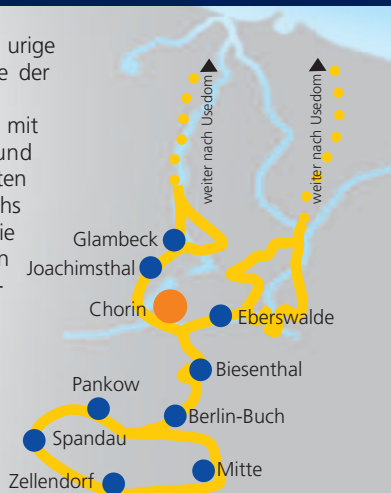 urige
e der
mit
und
ten
hs
ie
n
-
weiter nach Usedom
weiter nach Usedom
Glambeck
Joachimsthal
Chorin
Eberswalde
Biesenthal
Pankow
Berlin-Buch
Spandau
Mitte
Zellendorf